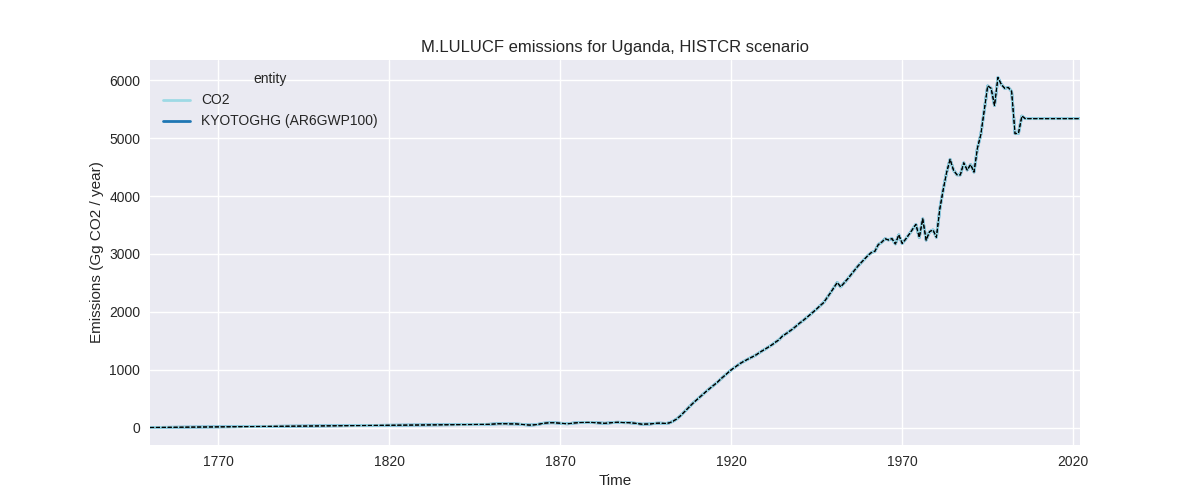 M.LULUCF emissions for Uganda, HISTCR scenario
entity
CO2
KYOTOGHG (AR6GWP100)
Emissions (Gg CO2 / year)
6000
5000
4000
3000
2000
1000
0
1770 1820 1870 1920 1970 2020
Time